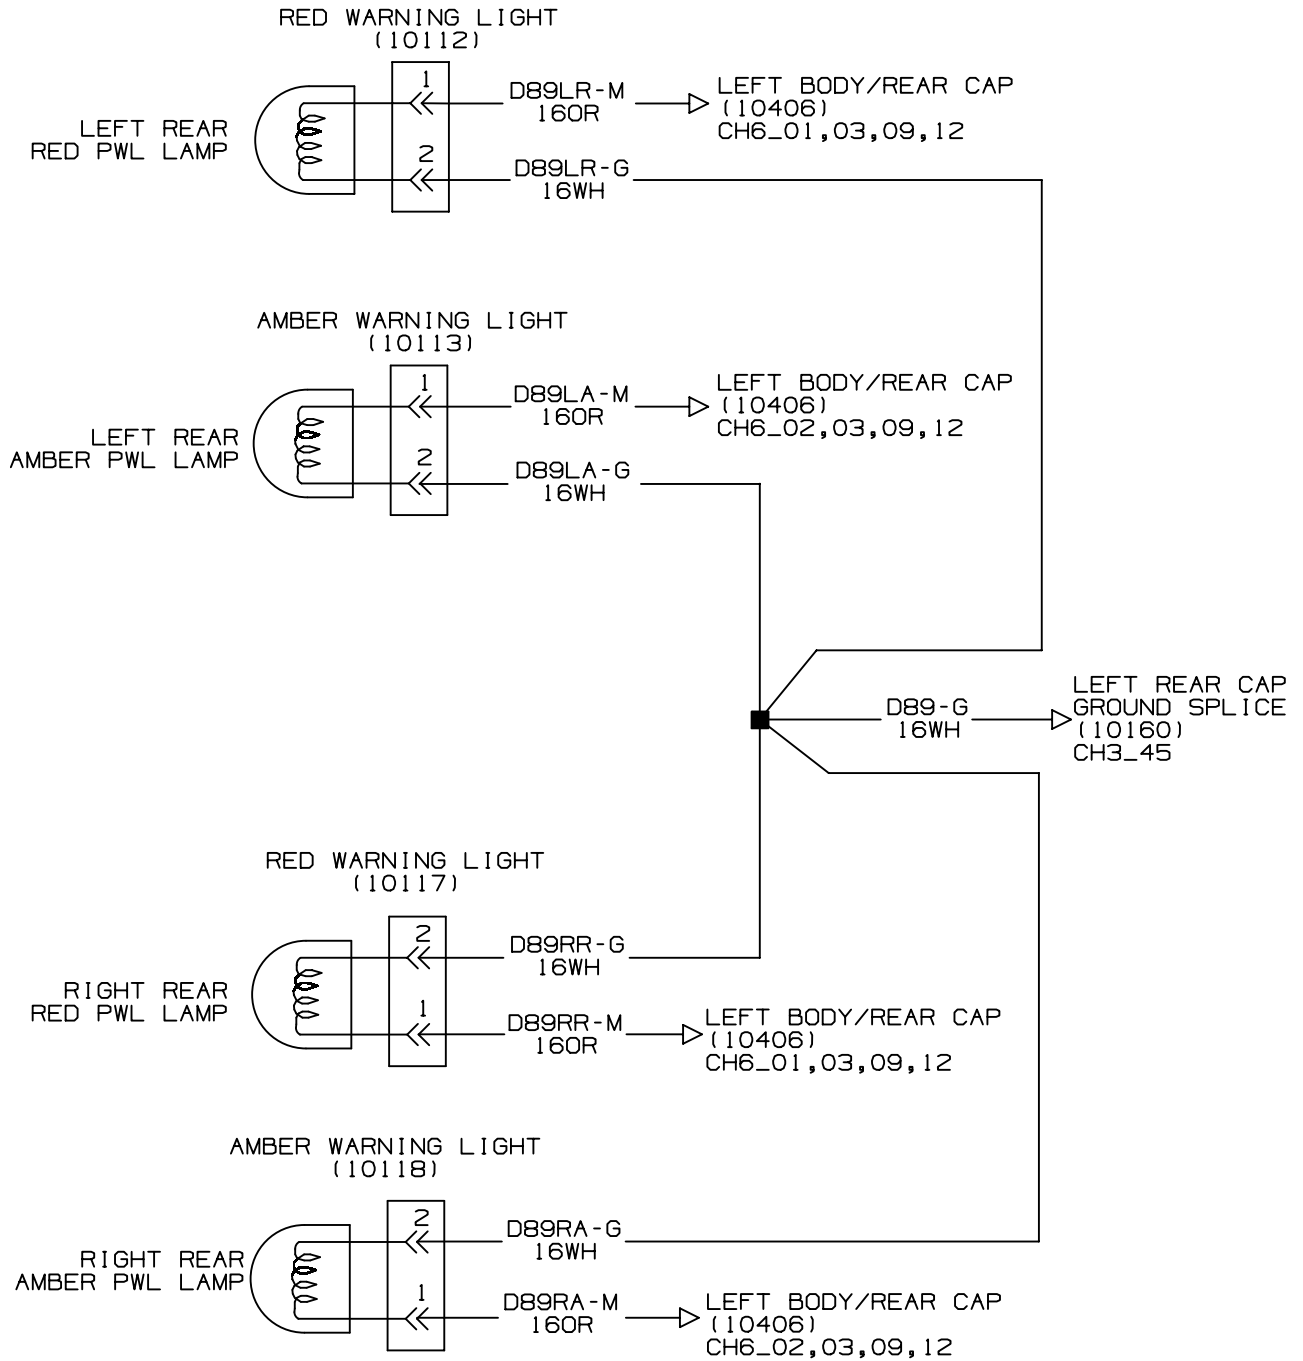 RED WARNING LIGHT
(10112)
1
D89LR-M
16OR
LEFT BODY/REAR CAP
(10406)
CH6_01,03,09,12
LEFT REAR
RED PWL LAMP
2
D89LR-G
16WH
AMBER WARNING LIGHT
(10113)
1
D89LA-M
16OR
LEFT BODY/REAR CAP
(10406)
CH6_02,03,09,12
LEFT REAR
AMBER PWL LAMP
2
D89LA-G
16WH
D89-G
16WH
LEFT REAR CAP
GROUND SPLICE
(10160)
CH3_45
RED WARNING LIGHT
(10117)
2
D89RR-G
16WH
RIGHT REAR
RED PWL LAMP
1
D89RR-M
16OR
LEFT BODY/REAR CAP
(10406)
CH6_01,03,09,12
AMBER WARNING LIGHT
(10118)
2
D89RA-G
16WH
RIGHT REAR
AMBER PWL LAMP
1
D89RA-M
16OR
LEFT BODY/REAR CAP
(10406)
CH6_02,03,09,12